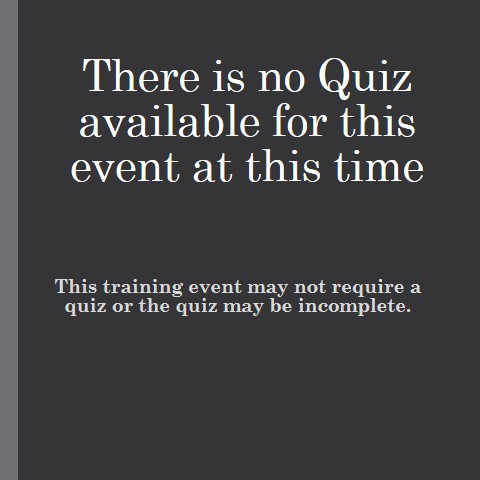 There is no Quiz
available for this
event at this time
This training event may not require a
quiz or the quiz may be incomplete.